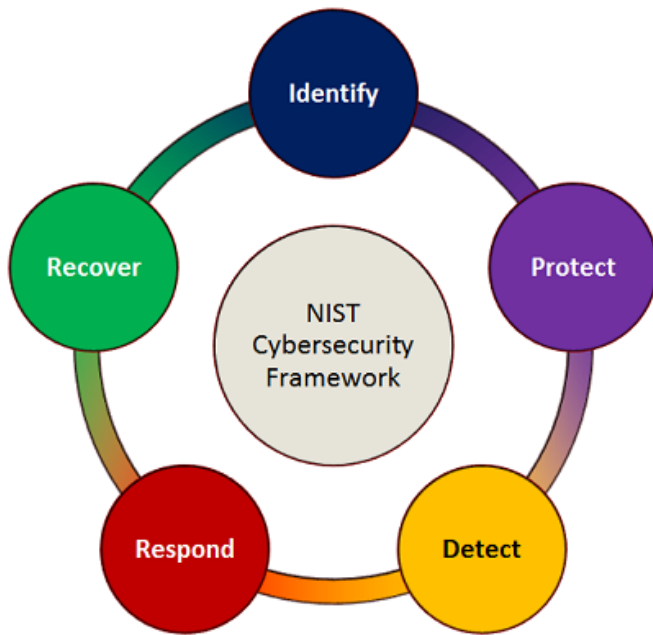 Identify
Protect
Detect
Respond
Recover
NIST
Cybersecurity
Framework